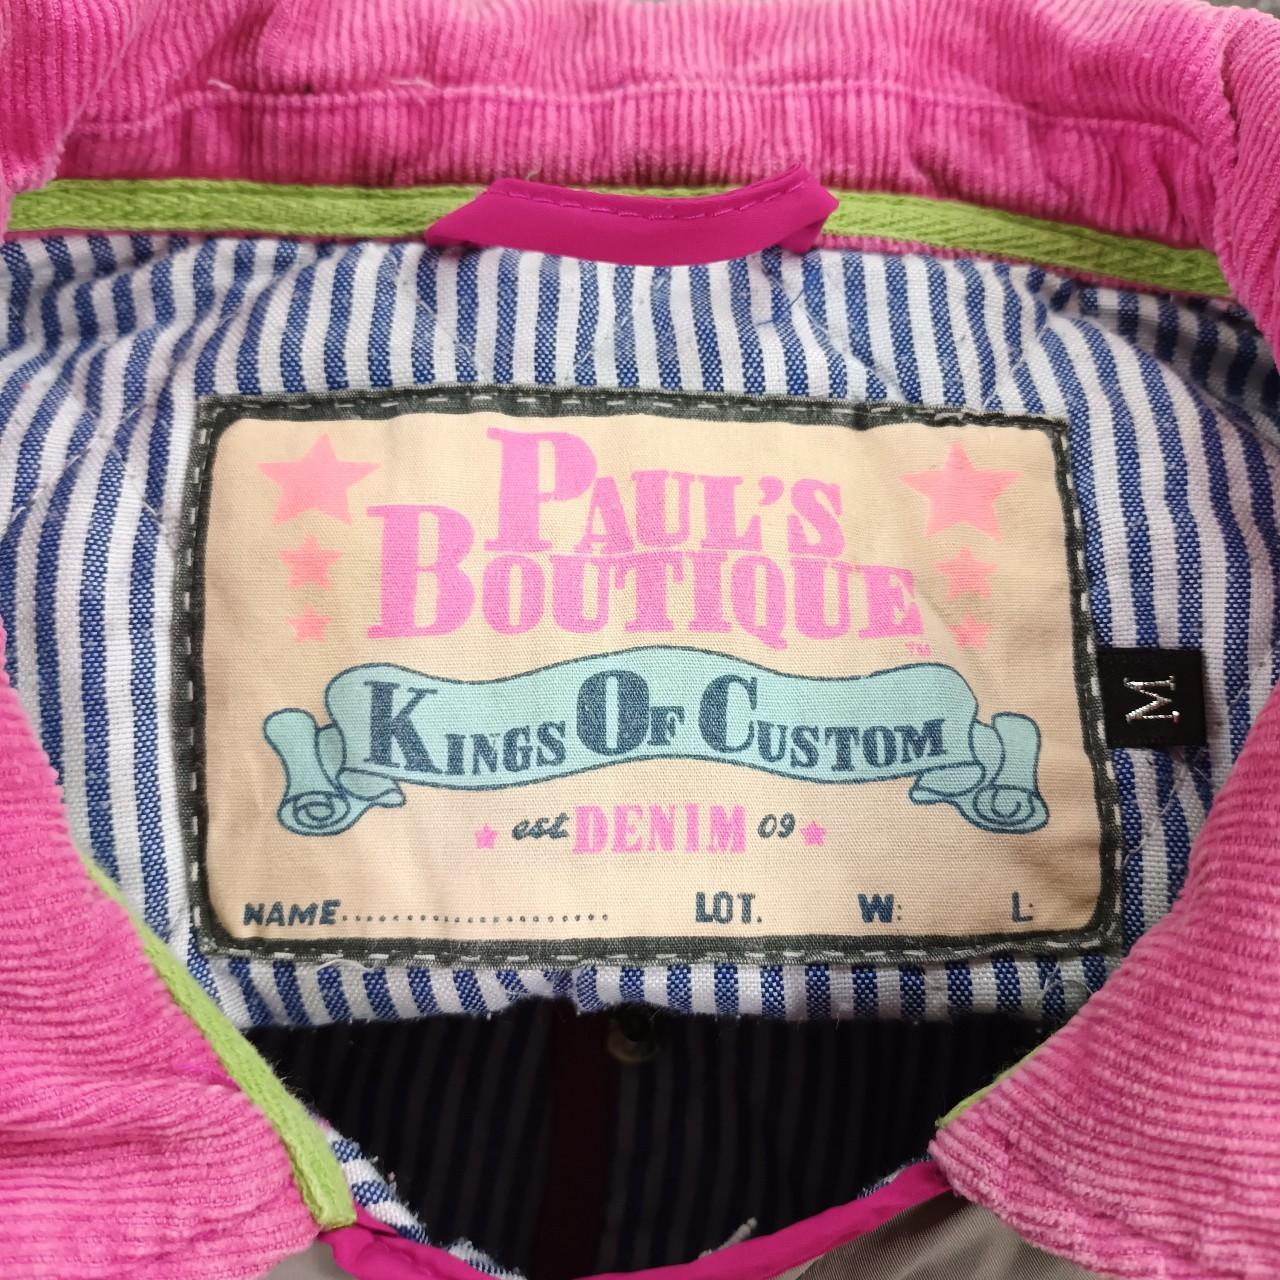 PAUL'S
BOUTIQUE
TM
KINGS OF CUSTOM
est DENIM 09
NAME...................... LOT. W: L:
M